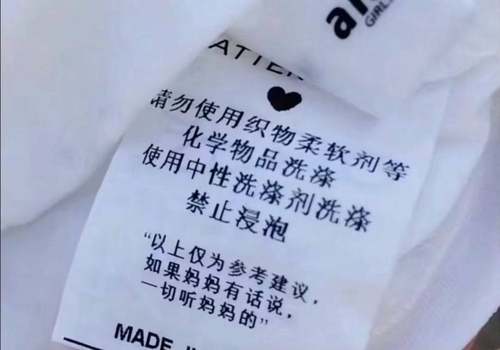 GIRL
ATTE
请勿使用织物柔软剂等
化学物品洗涤
使用中性洗涤剂洗涤
禁止浸泡
“以上仅为参考建议，
如果妈妈有话说，
一切听妈妈的”
MADE